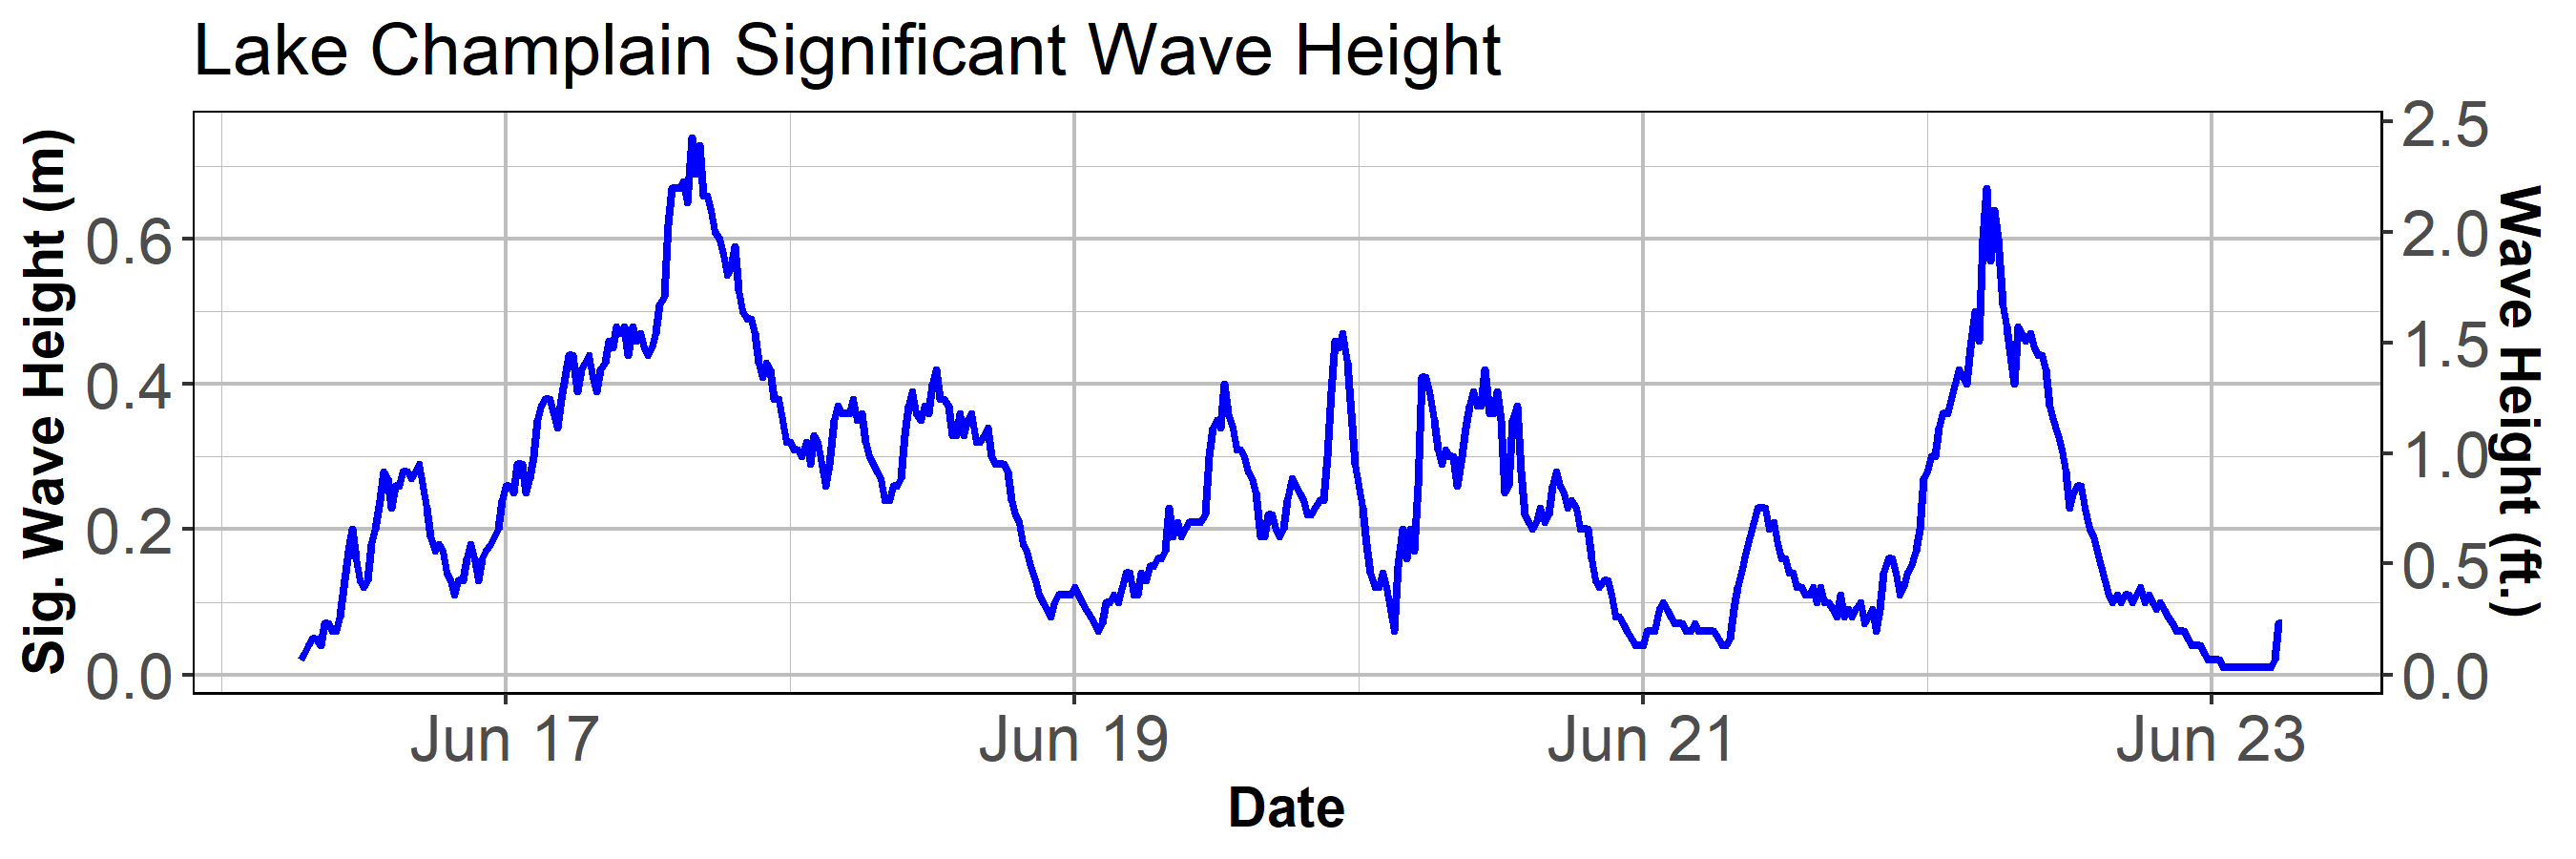 Lake Champlain Significant Wave Height
Sig. Wave Height (m)
0.6
0.4
0.2
0.0
2.5
2.0
1.5
1.0
0.5
0.0
Wave Height (ft.)
Jun 17 Jun 19 Jun 21 Jun 23
Date